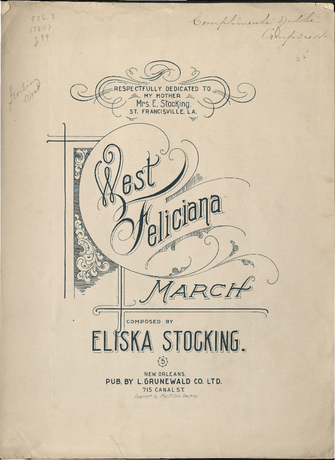 Compliments of the
Composer
RESPECTFULLY DEDICATED TO
MY MOTHER
MRS. E. STOCKING.
ST. FRANCISVILLE, LA.
West
Feliciana
MARCH
COMPOSED BY
ELISKA STOCKING.
5
NEW ORLEANS,
PUB. BY L. GRUNEWALD CO. LTD.
715 CANAL ST.